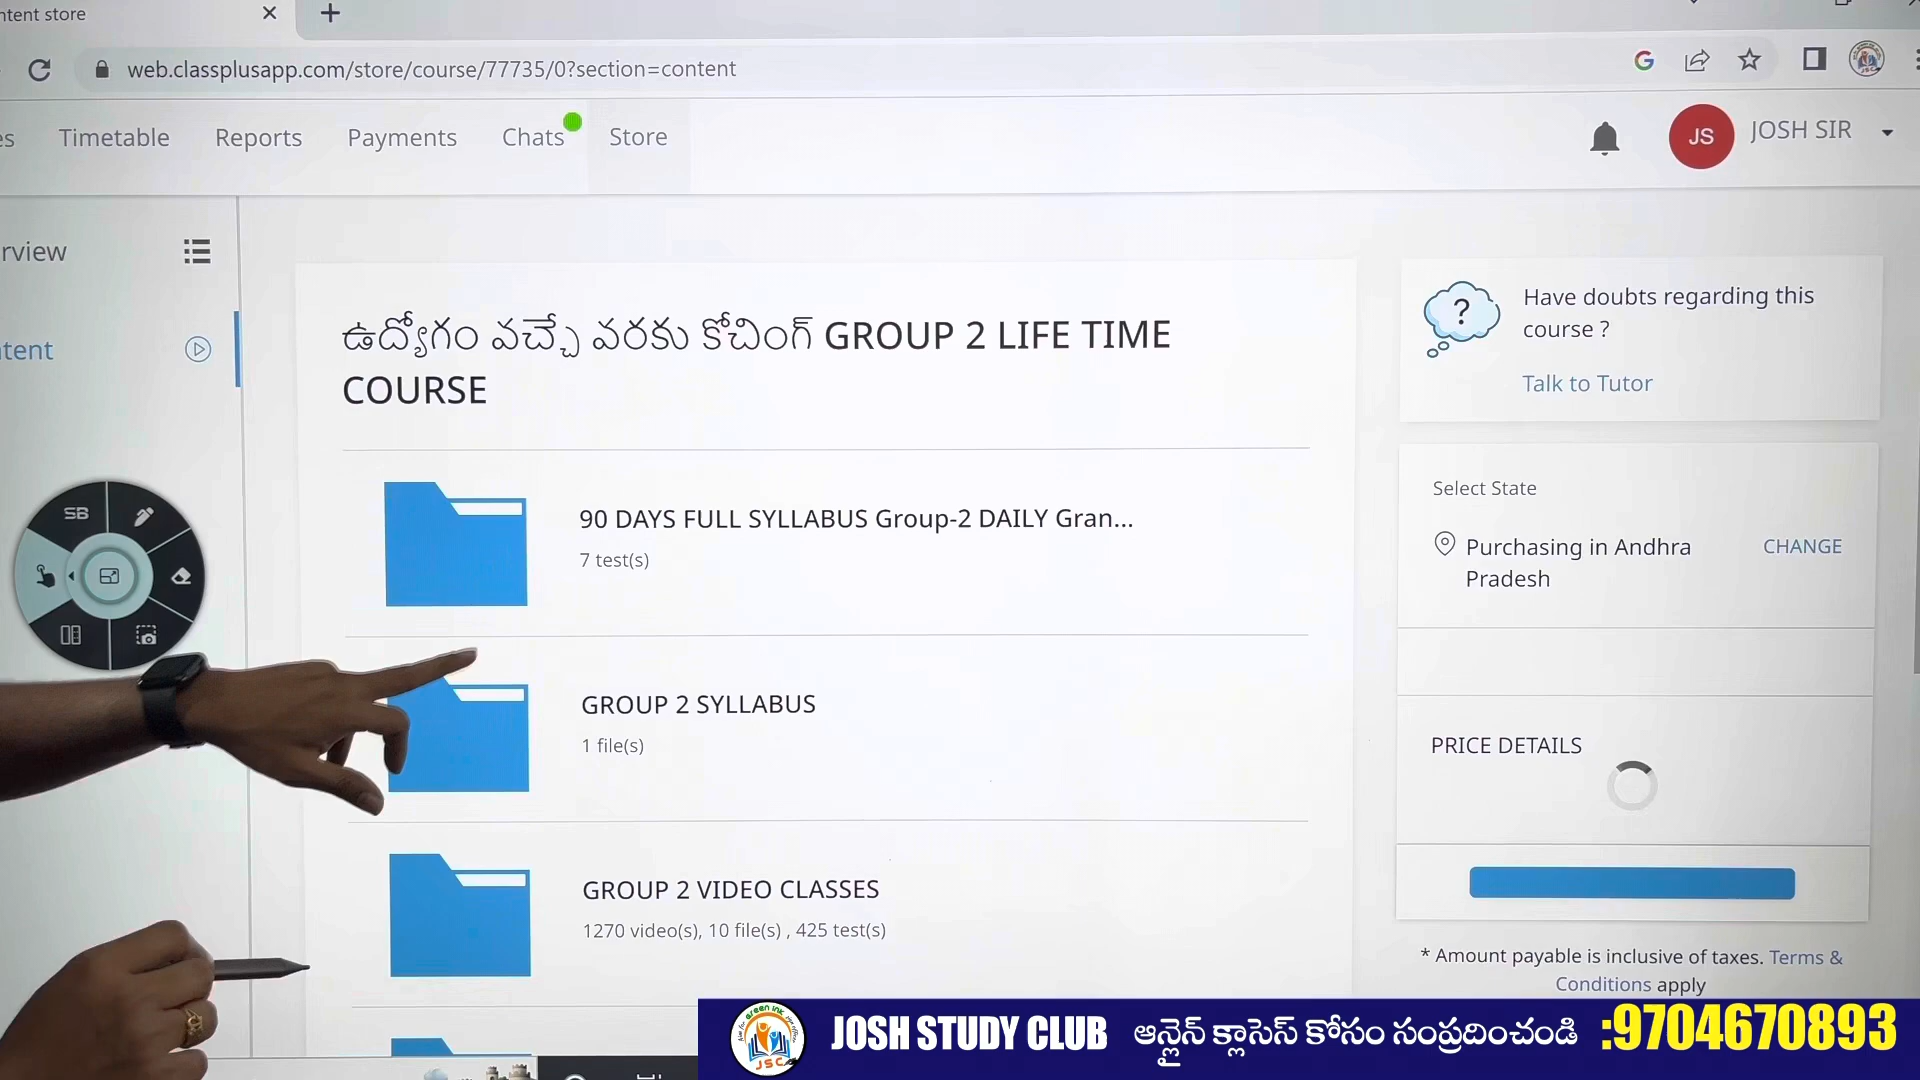 ntent store
web.classplusapp.com/store/course/77735/0?section=content
es Timetable Reports Payments Chats Store
JS JOSH SIR
rview
tent
ఉద్యోగం వచ్చే వరకు కోచింగ్ GROUP 2 LIFE TIME
COURSE
90 DAYS FULL SYLLABUS Group-2 DAILY Gran...
7 test(s)
GROUP 2 SYLLABUS
1 file(s)
GROUP 2 VIDEO CLASSES
1270 video(s), 10 file(s) , 425 test(s)
Have doubts regarding this
course ?
Talk to Tutor
Select State
Purchasing in Andhra
Pradesh
CHANGE
PRICE DETAILS
* Amount payable is inclusive of taxes. Terms &
Conditions apply
SB
JSC
JOSH STUDY CLUB ఆన్లైన్ క్లాసెస్ కోసం సంప్రదించండి :9704670893